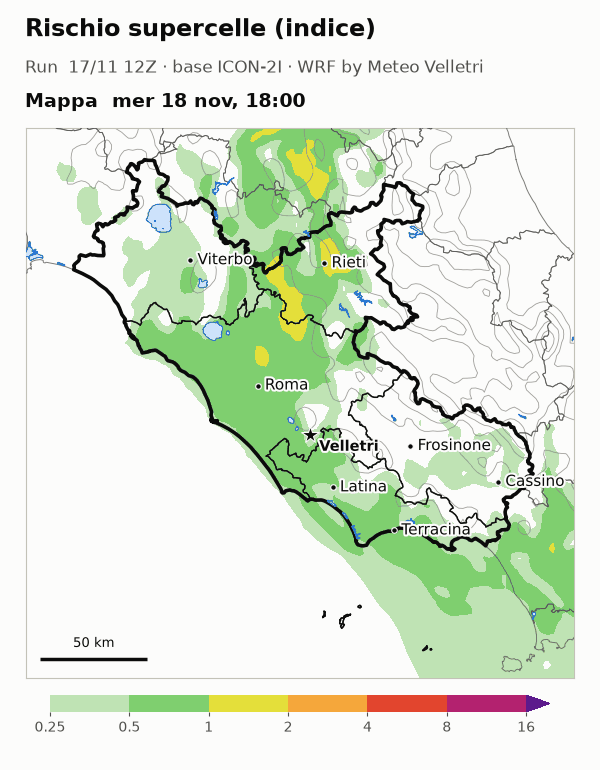 Rischio supercelle (indice)
Run  17/11 12Z · base ICON-2I · WRF by Meteo Velletri
Mappa  mer 18 nov, 18:00
Viterbo
Rieti
Roma
Velletri
Frosinone
Cassino
Latina
Terracina
50 km
0.25 0.5 1 2 4 8 16